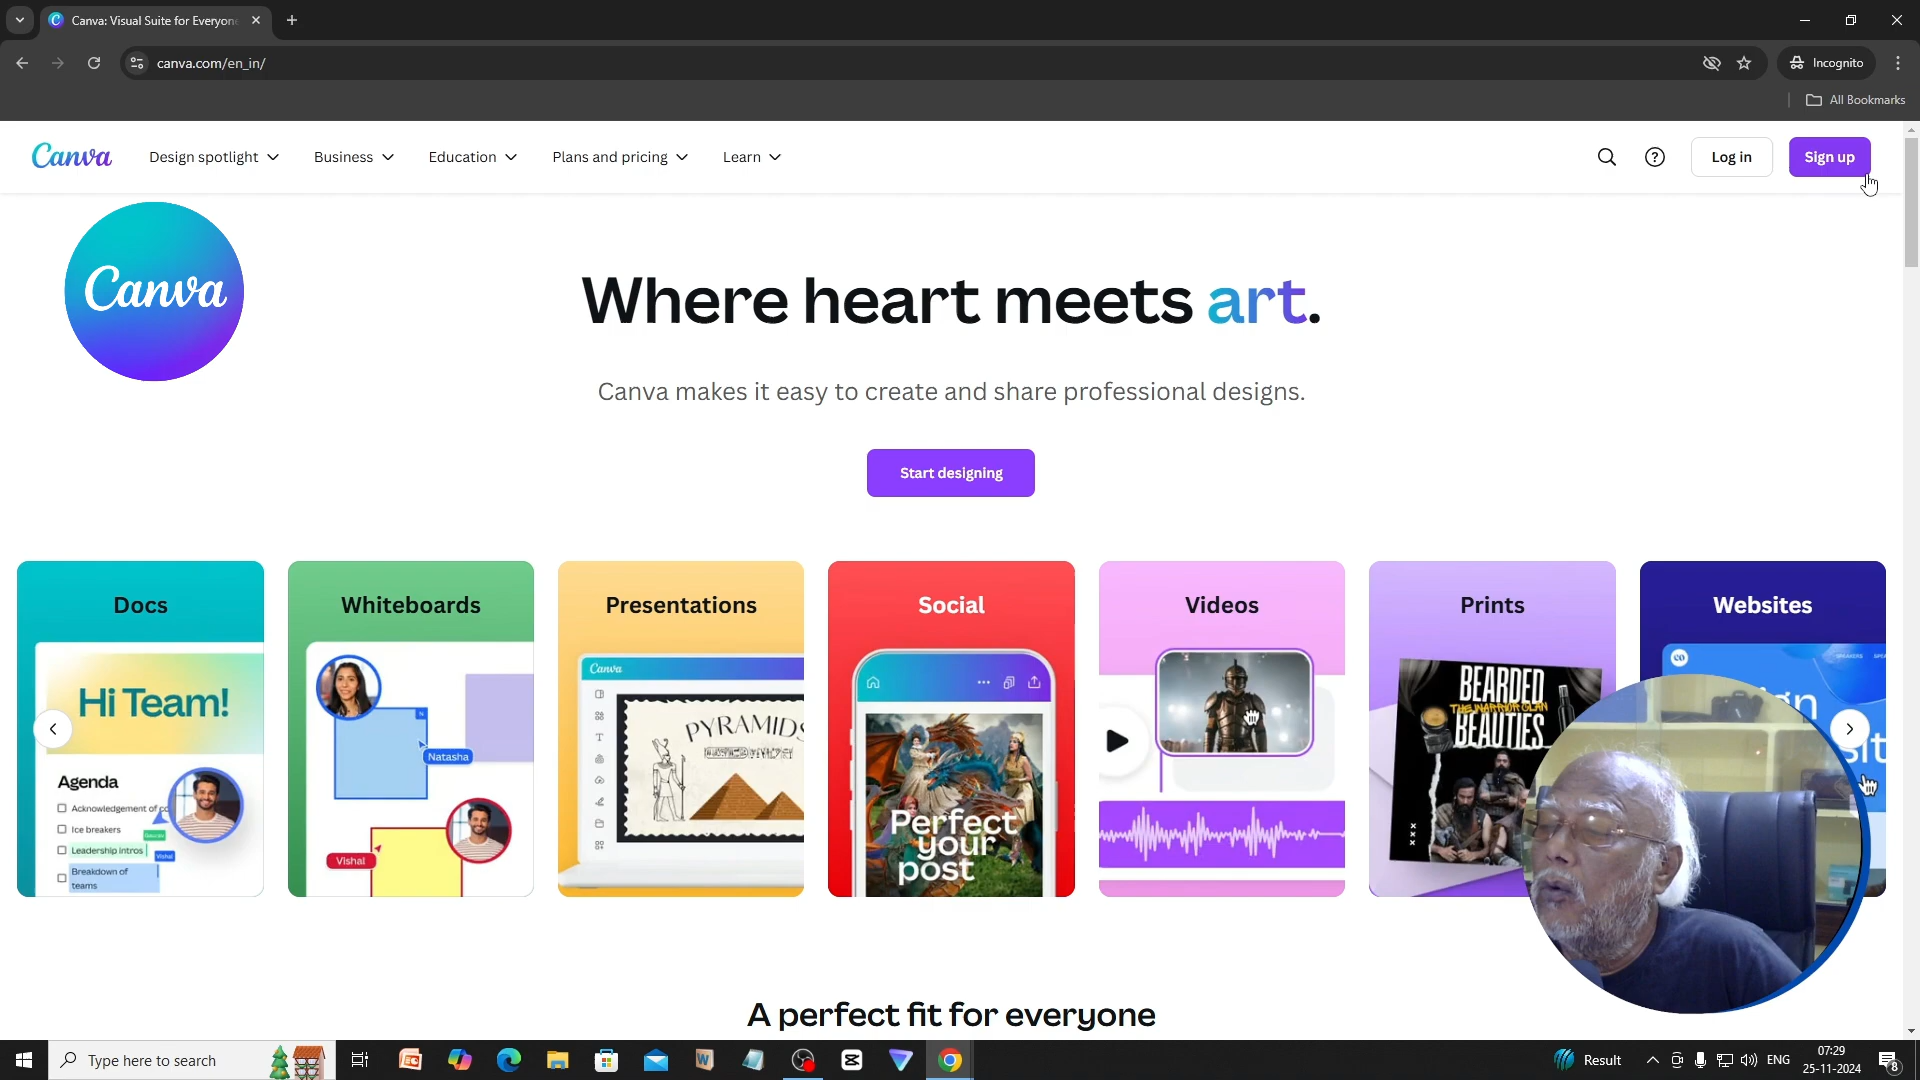 Canva: Visual Suite for Everyone
canva.com/en_in/
Incognito
All Bookmarks
Canva
Design spotlight
Business
Education
Plans and pricing
Learn
Log in
Sign up
Canva
Where heart meets art.
Canva makes it easy to create and share professional designs.
Start designing
Docs
Hi Team!
Agenda
Ice breakers
Leadership intros
Breakdown of
teams
Whiteboards
Natasha
Vishal
Presentations
Canva
PYRAMIDS
Social
Perfect
your
post
Videos
Prints
BEARDED
THE WARRIOR CLAN
BEAUTIES
Websites
A perfect fit for everyone
Type here to search
Result
ENG
07:29
25-11-2024
8